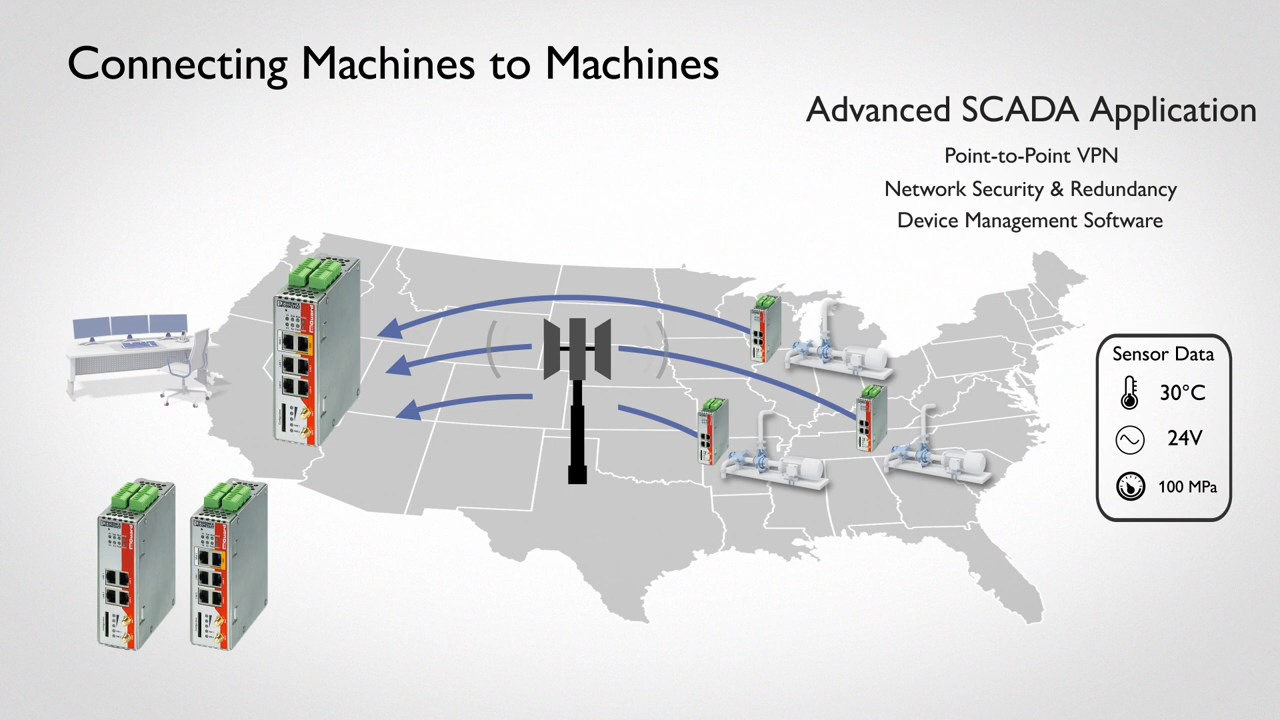 Connecting Machines to Machines
Advanced SCADA Application
Point-to-Point VPN
Network Security & Redundancy
Device Management Software
Sensor Data
30°C
24V
100 MPa